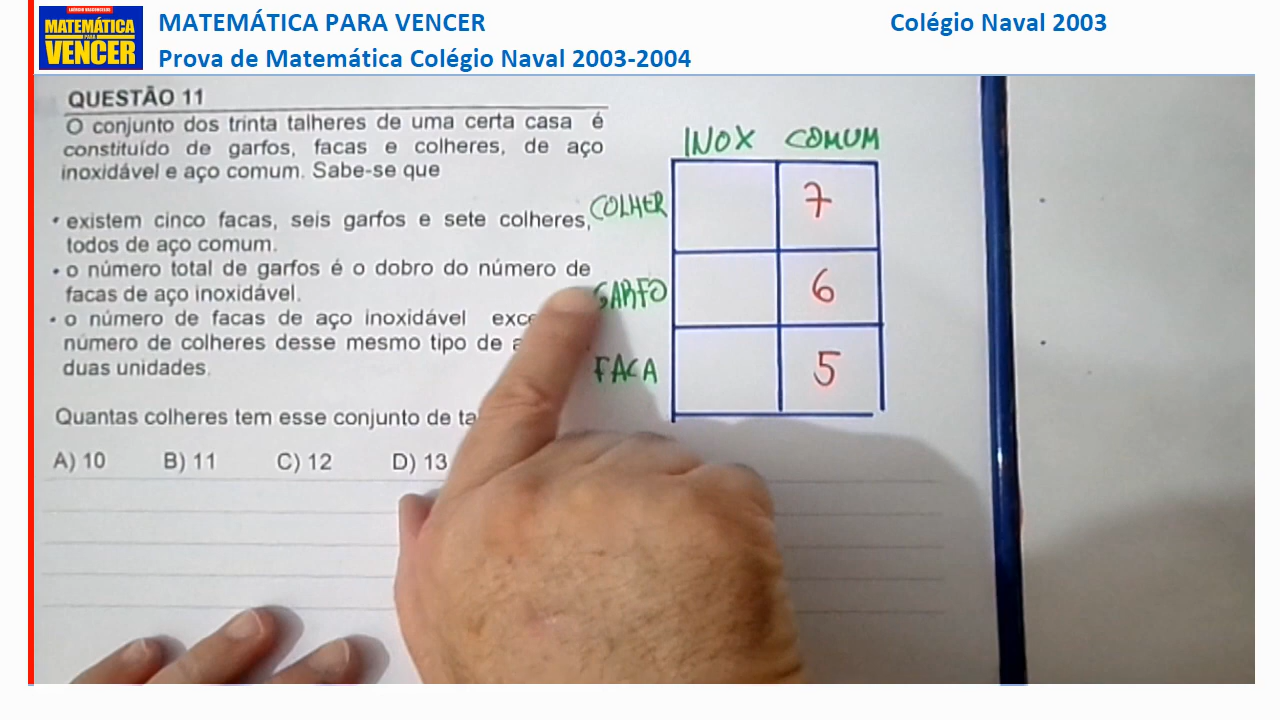 LAÉRCIO VASCONCELOS
MATEMÁTICA
PARA
VENCER
MATEMÁTICA PARA VENCER
Colégio Naval 2003
Prova de Matemática Colégio Naval 2003-2004
QUESTÃO 11
O conjunto dos trinta talheres de uma certa casa é
constituído de garfos, facas e colheres, de aço
inoxidável e aço comum. Sabe-se que
• existem cinco facas, seis garfos e sete colheres,
todos de aço comum.
• o número total de garfos é o dobro do número de
facas de aço inoxidável.
• o número de facas de aço inoxidável
número de colheres desse mesmo tipo de
duas unidades.
Quantas colheres tem esse conjunto de
A) 10 B) 11 C) 12 D) 13
INOX COMUM
COLHER 7
GARFO 6
FACA 5